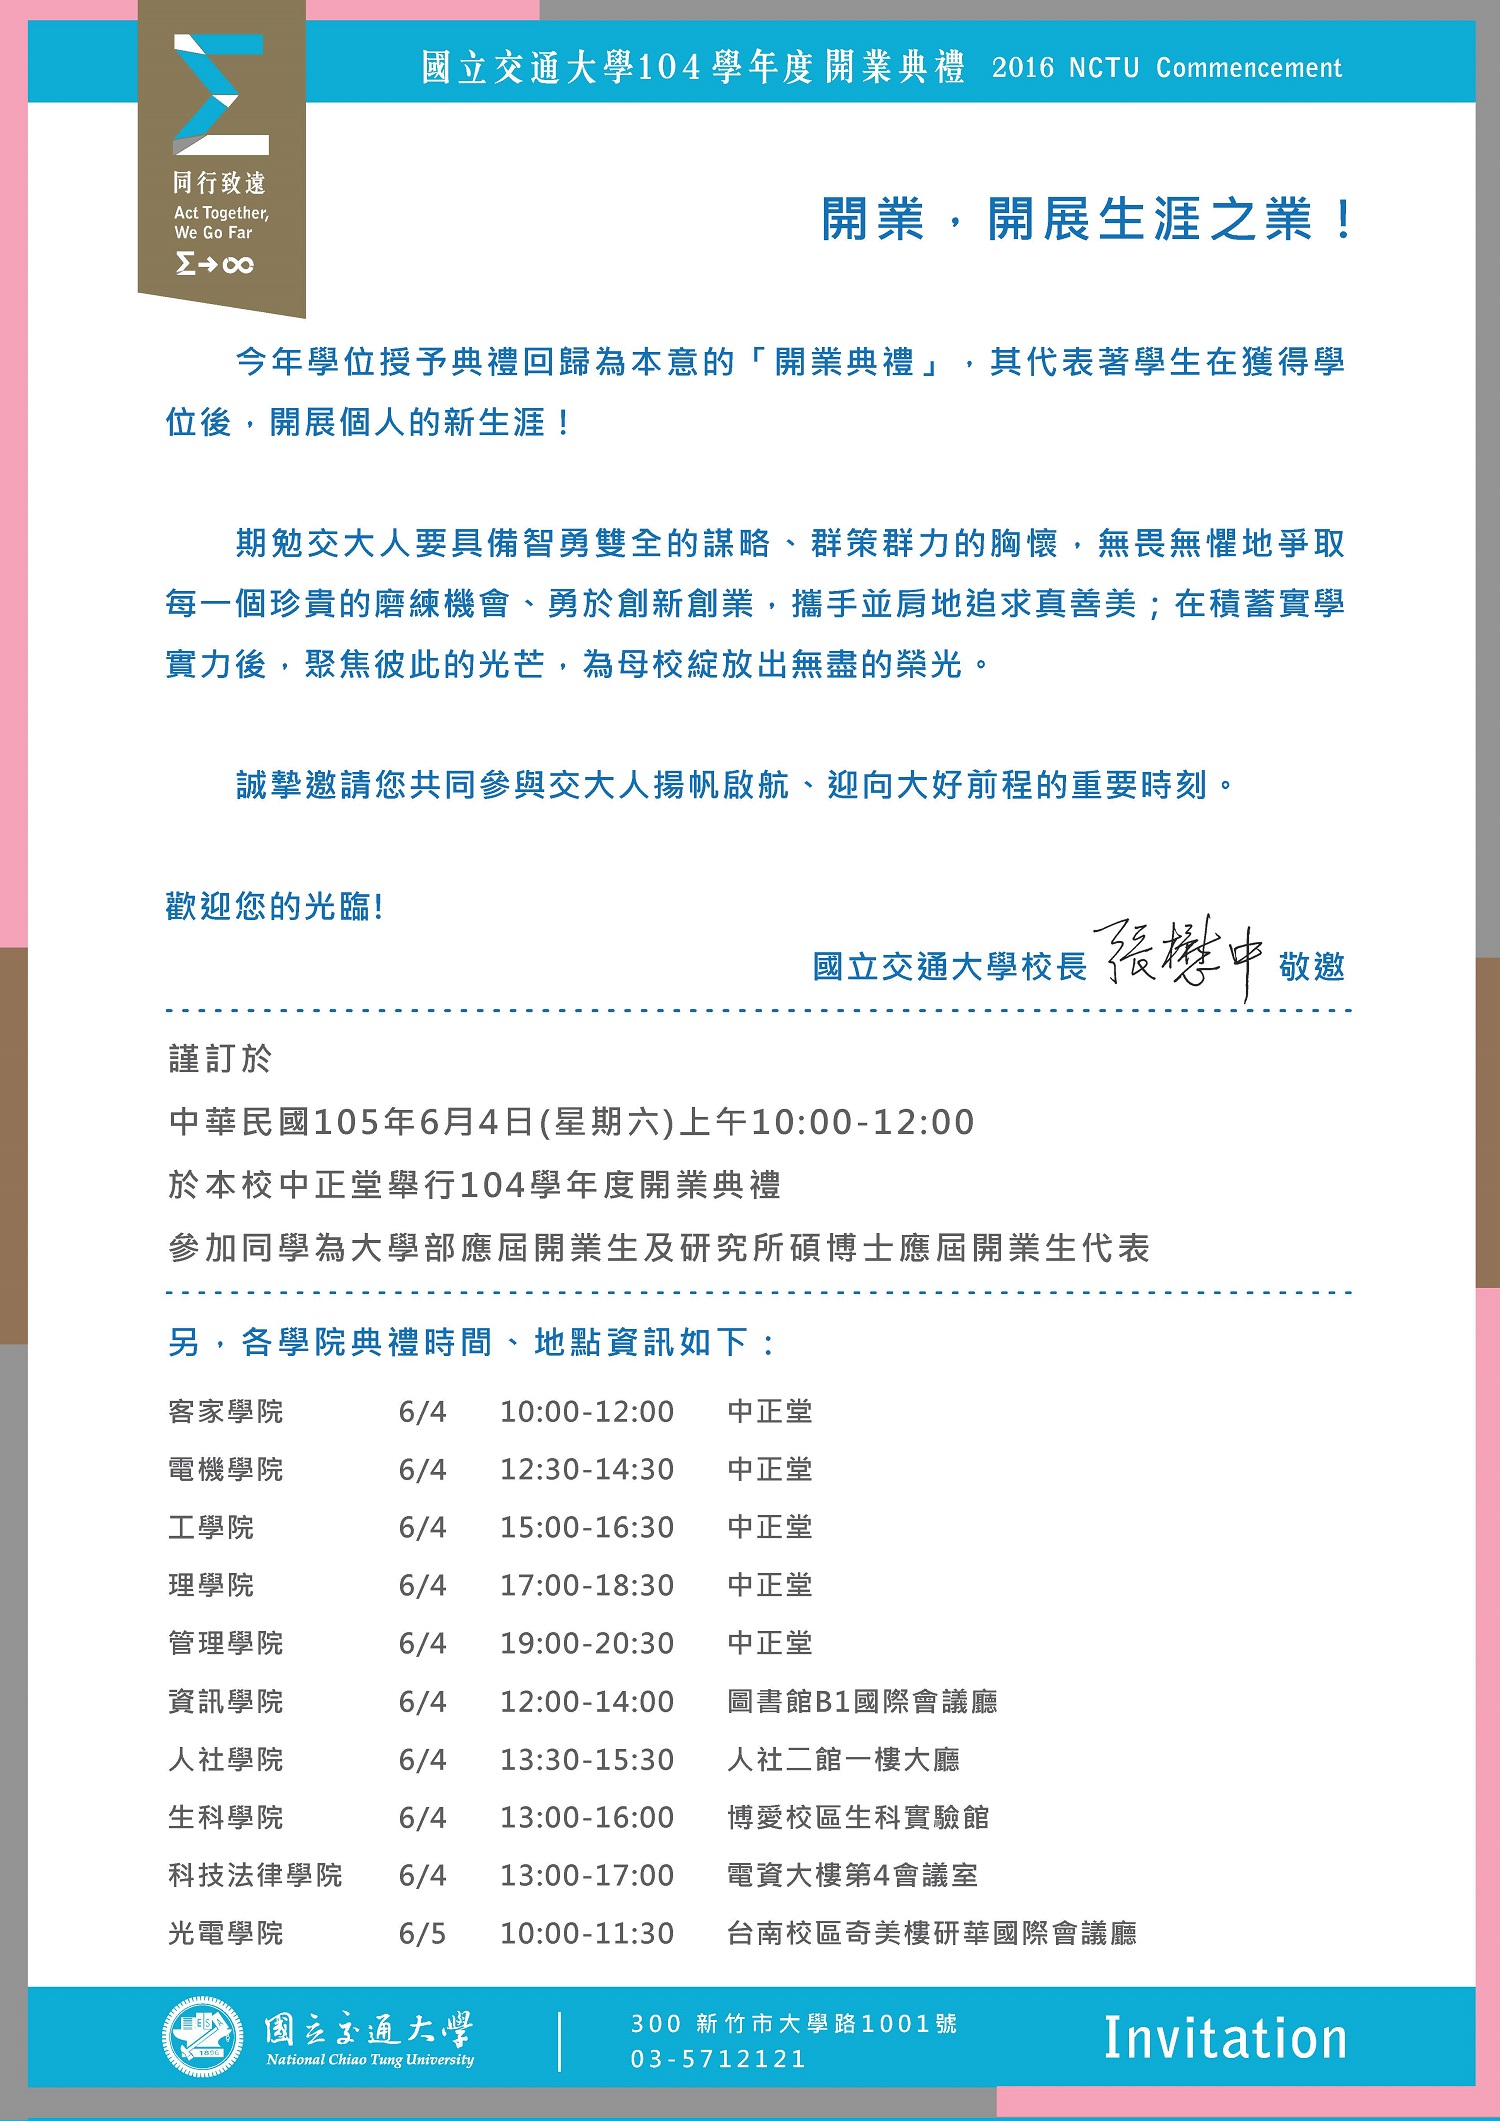 國立交通大學104學年度開業典禮 2016 NCTU Commencement
同行致遠
Act Together,
We Go Far
Σ→∞
開業，開展生涯之業！
今年學位授予典禮回歸為本意的「開業典禮」，其代表著學生在獲得學
位後，開展個人的新生涯！
期勉交大人要具備智勇雙全的謀略、群策群力的胸懷，無畏無懼地爭取
每一個珍貴的磨練機會、勇於創新創業，攜手並肩地追求真善美；在積蓄實學
實力後，聚焦彼此的光芒，為母校綻放出無盡的榮光。
誠摯邀請您共同參與交大人揚帆啟航、迎向大好前程的重要時刻。
歡迎您的光臨!
國立交通大學校長 張懋中 敬邀
謹訂於
中華民國105年6月4日(星期六)上午10:00-12:00
於本校中正堂舉行104學年度開業典禮
參加同學為大學部應屆開業生及研究所碩博士應屆開業生代表
另，各學院典禮時間、地點資訊如下：
客家學院 6/4 10:00-12:00 中正堂
電機學院 6/4 12:30-14:30 中正堂
工學院 6/4 15:00-16:30 中正堂
理學院 6/4 17:00-18:30 中正堂
管理學院 6/4 19:00-20:30 中正堂
資訊學院 6/4 12:00-14:00 圖書館B1國際會議廳
人社學院 6/4 13:30-15:30 人社二館一樓大廳
生科學院 6/4 13:00-16:00 博愛校區生科實驗館
科技法律學院 6/4 13:00-17:00 電資大樓第4會議室
光電學院 6/5 10:00-11:30 台南校區奇美樓研華國際會議廳
1896
國立交通大學
National Chiao Tung University
300 新竹市大學路1001號
03-5712121
Invitation